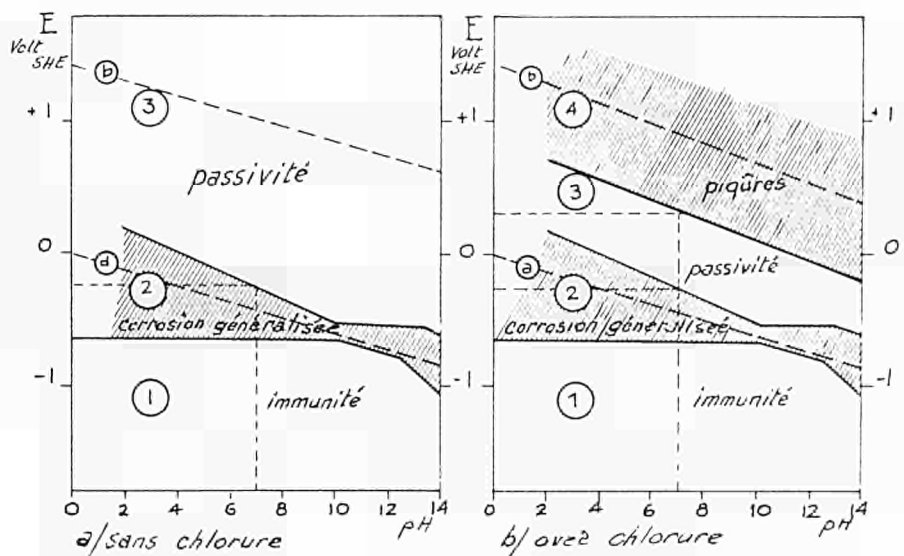 E
Volt
SHE
+1
0
-1
b
3
passivité
a
2
corrosion généralisée
1
immunité
0 2 4 6 8 10 12 14
pH
a/sans chlorure
E
Volt
SHE
+1
0
-1
b
4
piqûres
3
passivité
a
2
corrosion généralisée
1
immunité
+1
0
-1
0 2 4 6 8 10 12 14
pH
b/ avec chlorure